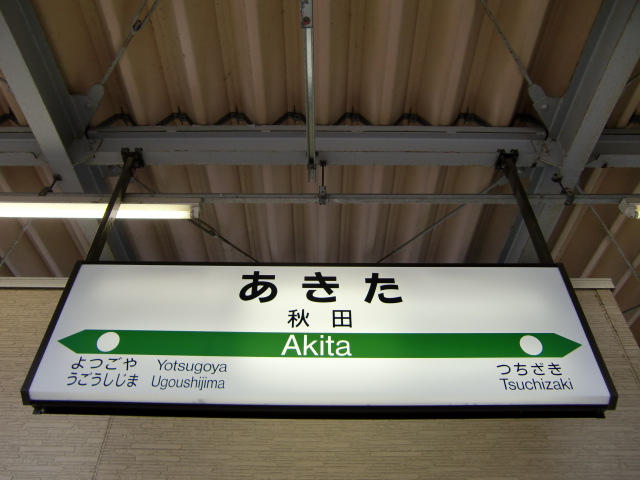 あきた
秋田
Akita
よつごや Yotsugoya
うごうしじま Ugoushijima
つちざき
Tsuchizaki